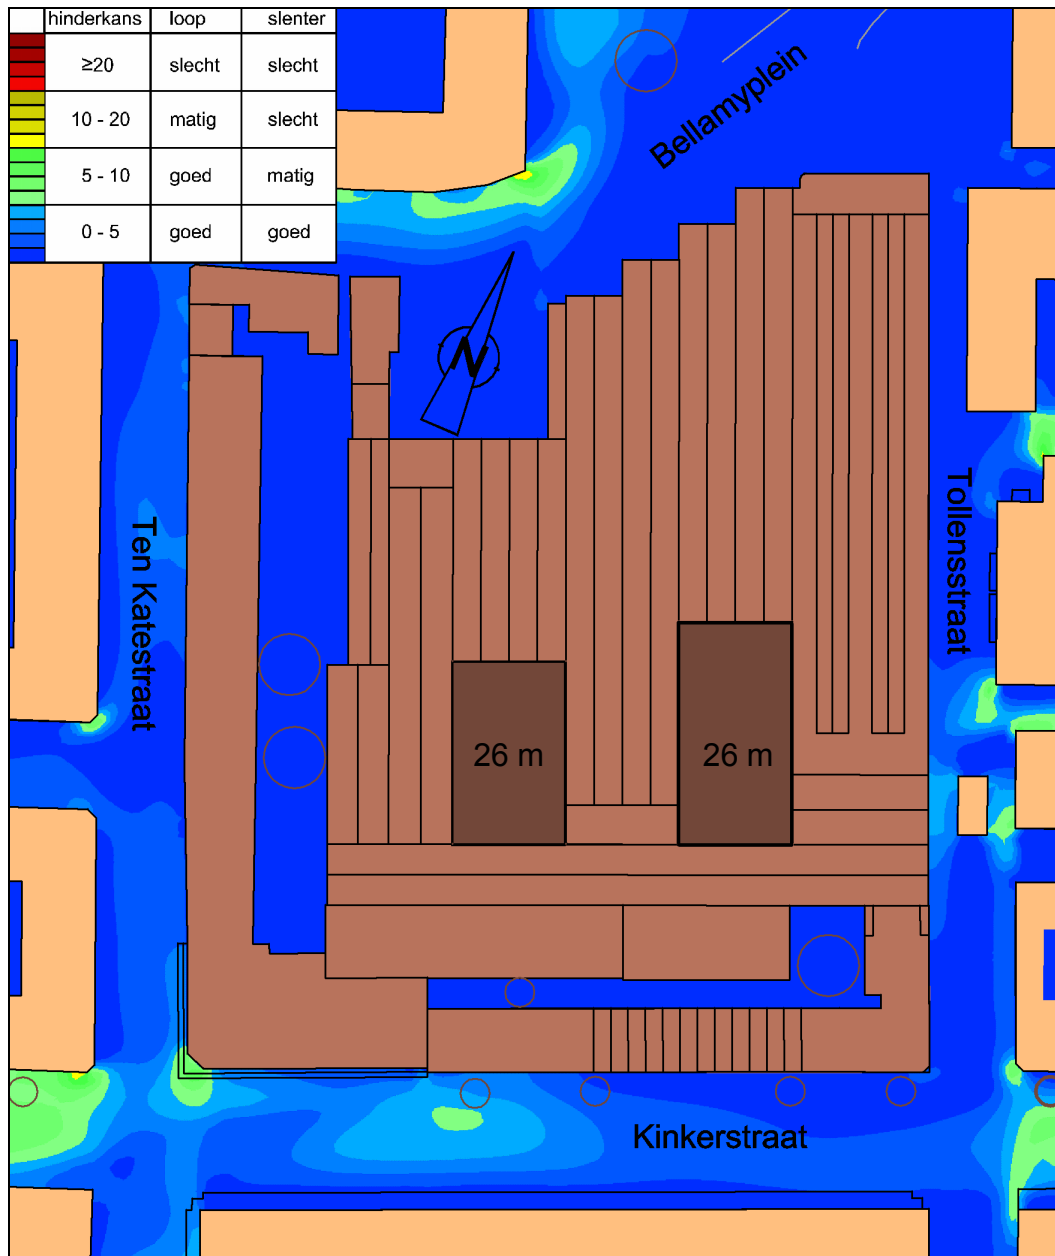 hinderkans loop slenter
≥20 slecht slecht
10 - 20 matig slecht
5 - 10 goed matig
0 - 5 goed goed
Bellamyplein
N
Ten Katestraat
Tollensstraat
26 m
26 m
Kinkerstraat